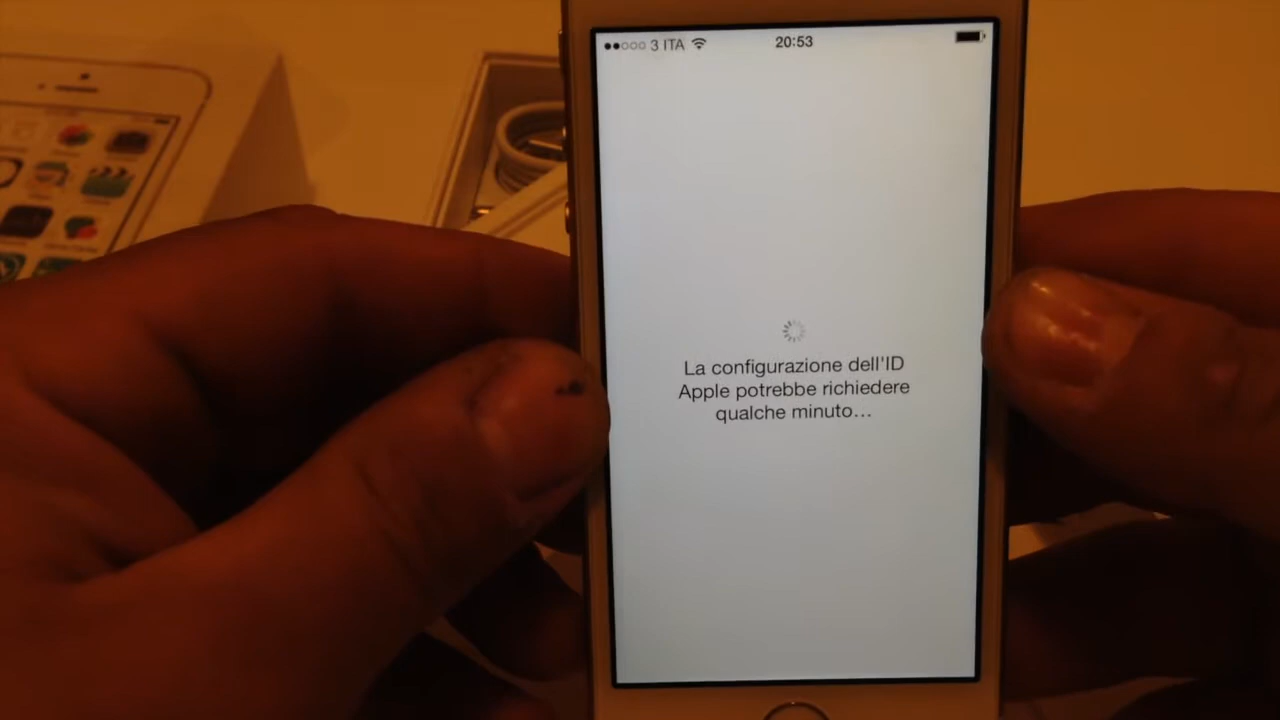 ●●○○○ 3 ITA 20:53
La configurazione dell'ID
Apple potrebbe richiedere
qualche minuto...